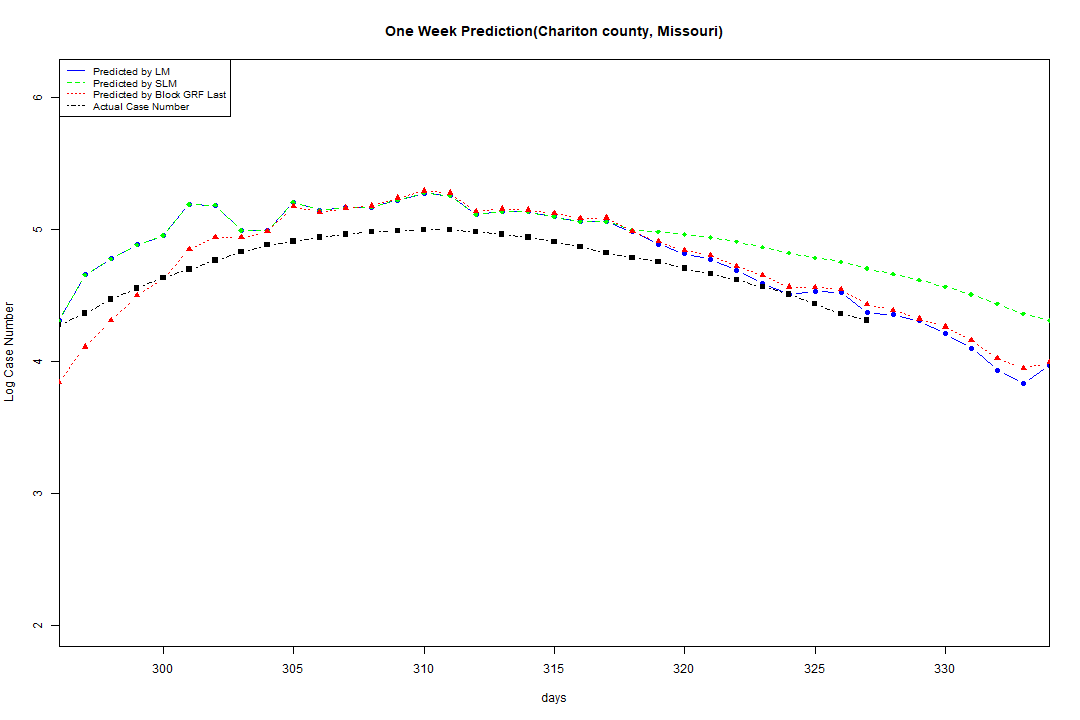 One Week Prediction(Chariton county, Missouri)
Predicted by LM
Predicted by SLM
Predicted by Block GRF Last
Actual Case Number
6
5
4
3
2
Log Case Number
300 305 310 315 320 325 330
days